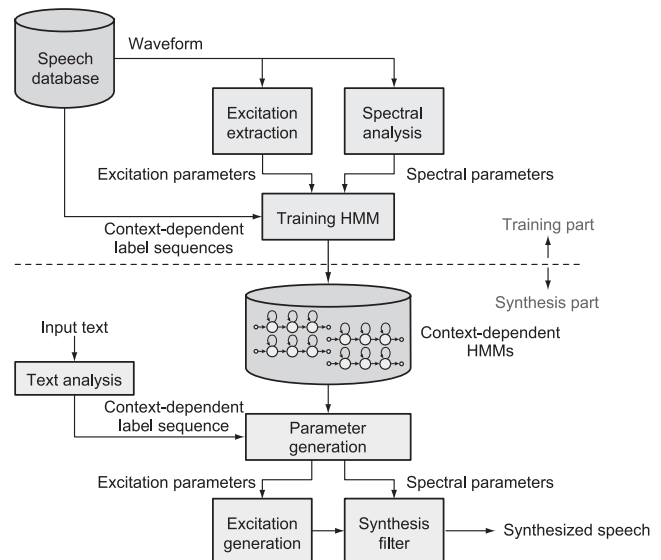 Waveform
Speech
database
Excitation
extraction
Spectral
analysis
Excitation parameters
Spectral parameters
Training HMM
Context-dependent
label sequences
Training part
Synthesis part
Context-dependent
HMMs
Input text
Text analysis
Context-dependent
label sequence
Parameter
generation
Excitation parameters
Spectral parameters
Excitation
generation
Synthesis
filter
Synthesized speech